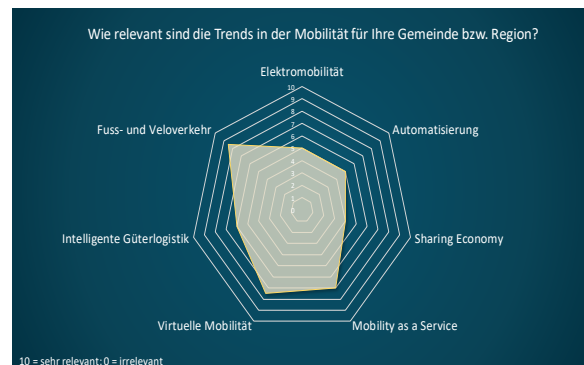 Wie relevant sind die Trends in der Mobilität für Ihre Gemeinde bzw. Region?
Elektromobilität
10
9
8
7
6
5
4
3
2
1
0
Fuss- und Veloverkehr
Automatisierung
Intelligente Güterlogistik
Sharing Economy
Virtuelle Mobilität
Mobility as a Service
10 = sehr relevant; 0 = irrelevant